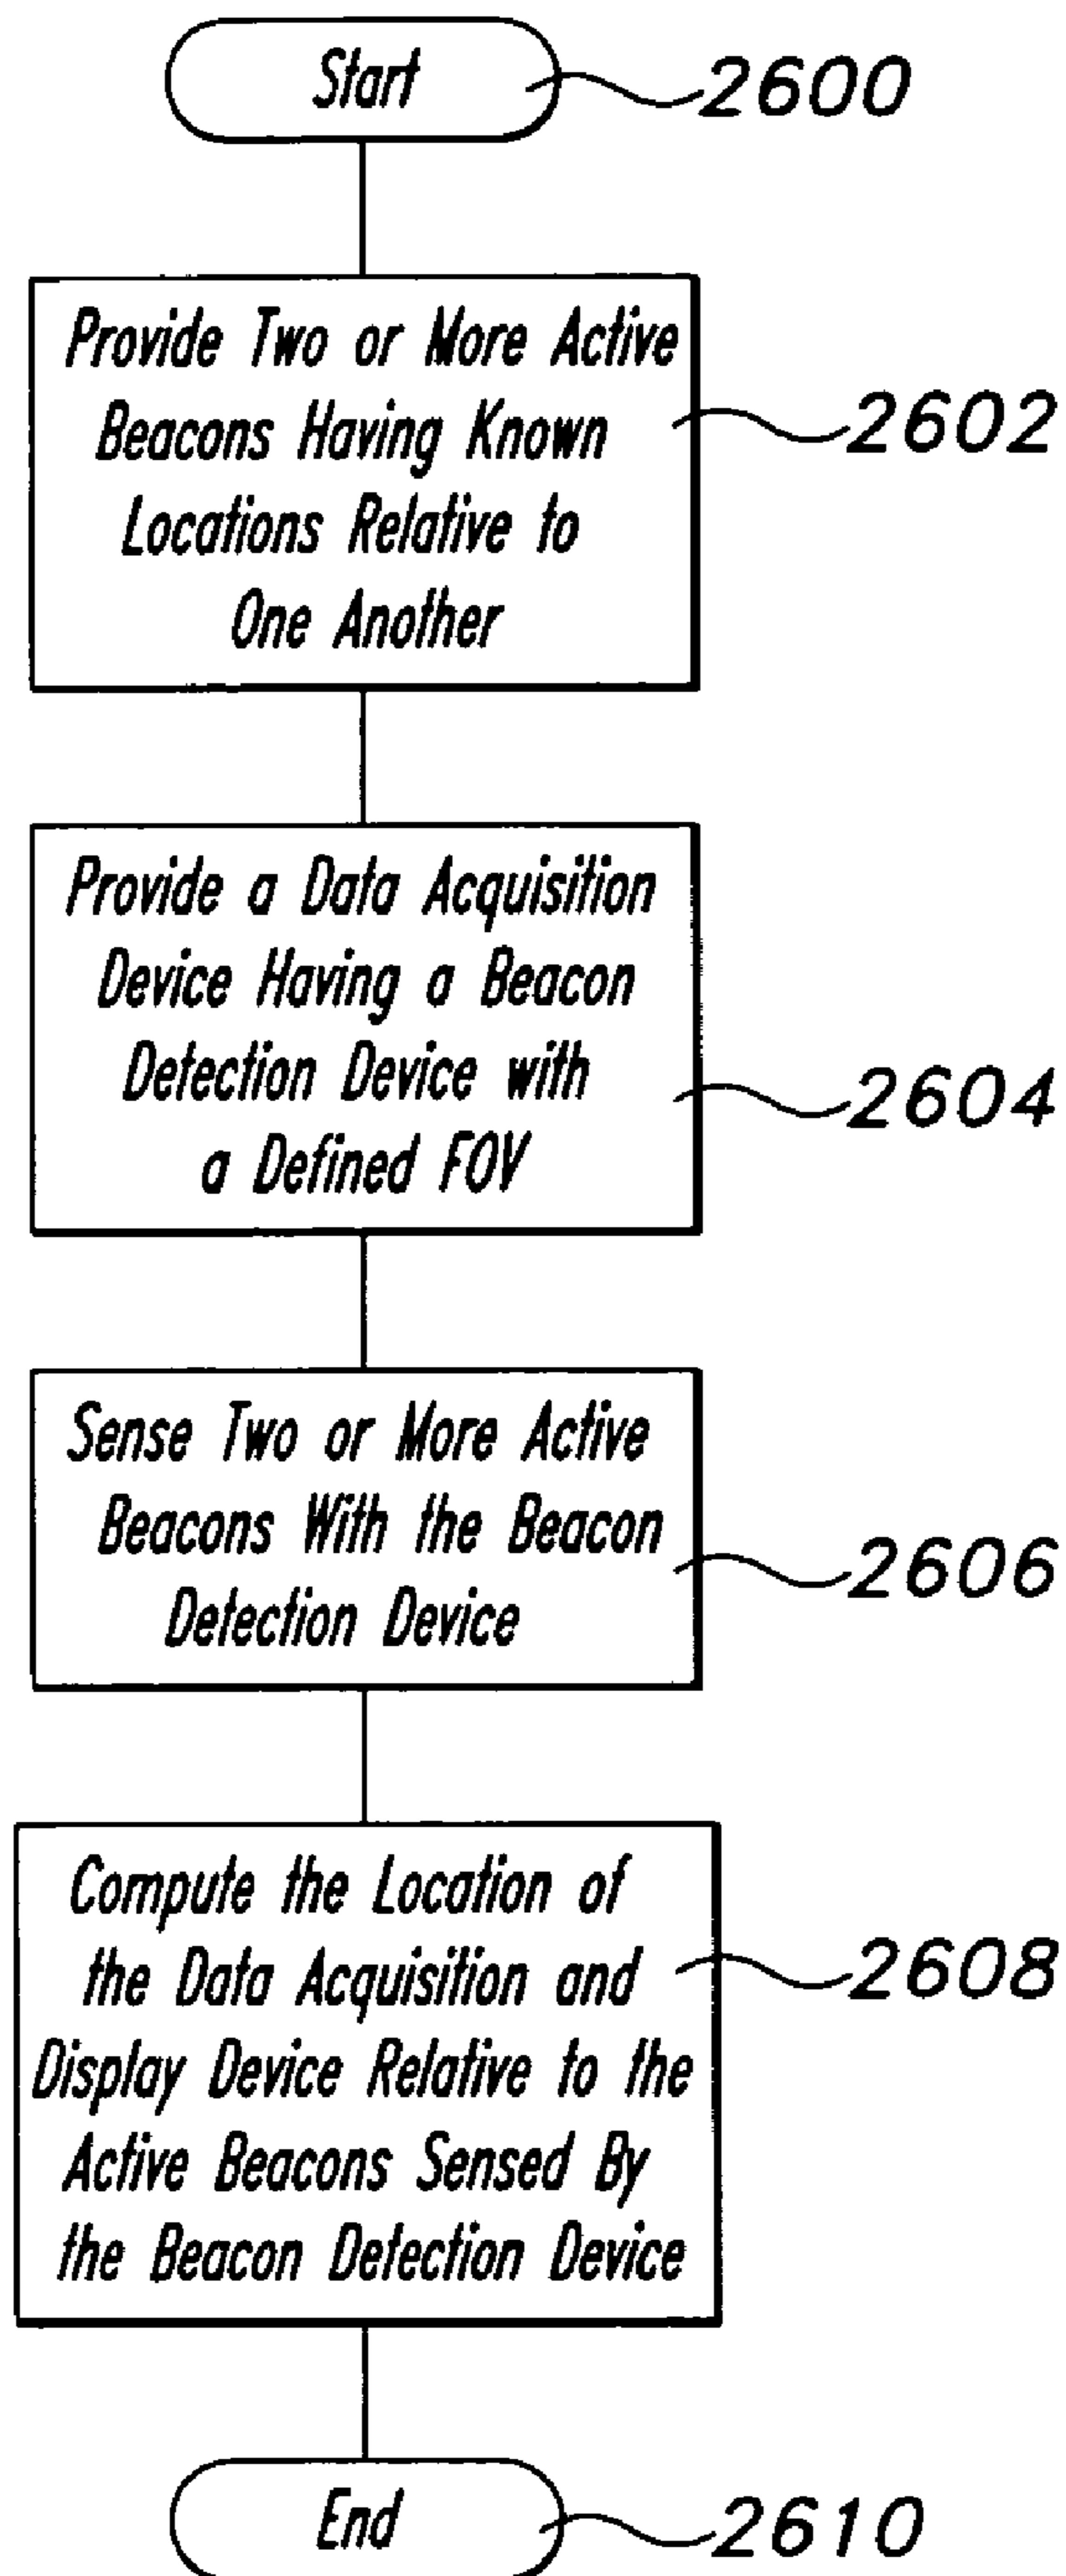 Start
2600
Provide Two or More Active
Beacons Having Known
Locations Relative to
One Another
2602
Provide a Data Acquisition
Device Having a Beacon
Detection Device with
a Defined FOV
2604
Sense Two or More Active
Beacons With the Beacon
Detection Device
2606
Compute the Location of
the Data Acquisition and
Display Device Relative to the
Active Beacons Sensed By
the Beacon Detection Device
2608
End
2610